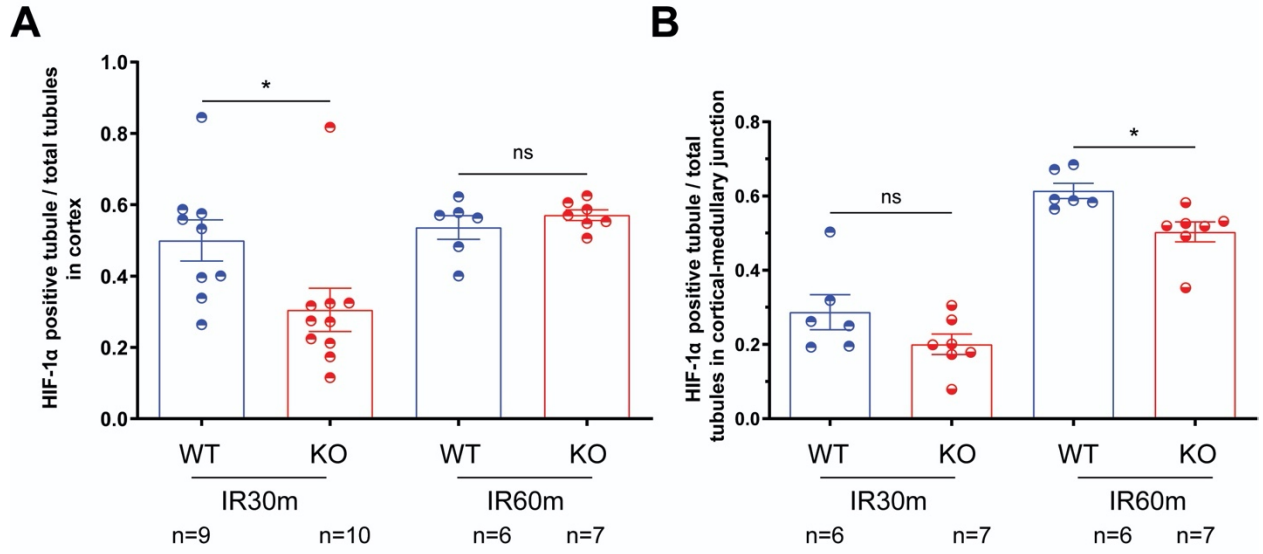 A
HIF-1α positive tubule / total tubules
in cortex
1.0
0.8
0.6
0.4
0.2
0.0
*
ns
WT KO WT KO
IR30m IR60m
n=9 n=10 n=6 n=7
B
HIF-1α positive tubule / total
tubules in cortical-medullary junction
0.8
0.6
0.4
0.2
0.0
ns
*
WT KO WT KO
IR30m IR60m
n=6 n=7 n=6 n=7